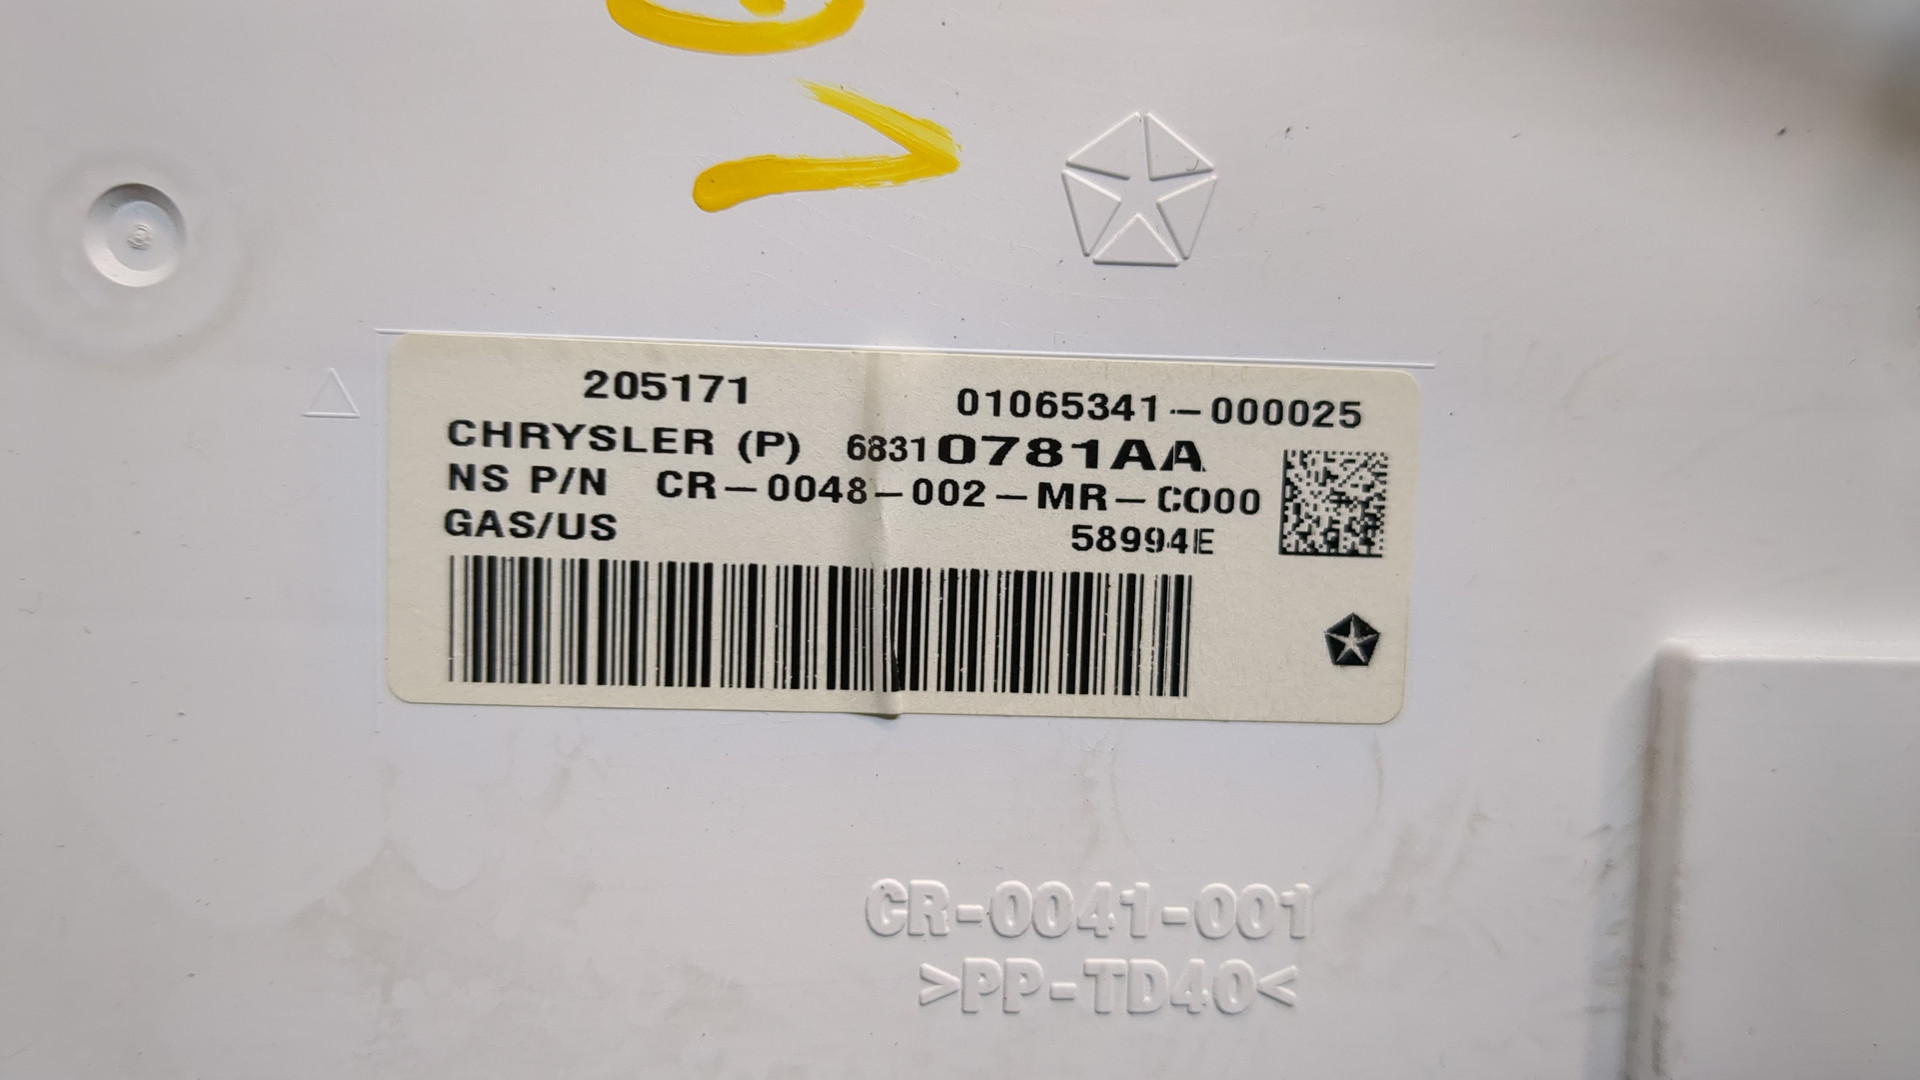 205171 01065341-000025
CHRYSLER (P) 68310781AA
NS P/N CR-0048-002-MR-C000
GAS/US 58994E
CR-0041-001
>PP-TD40<